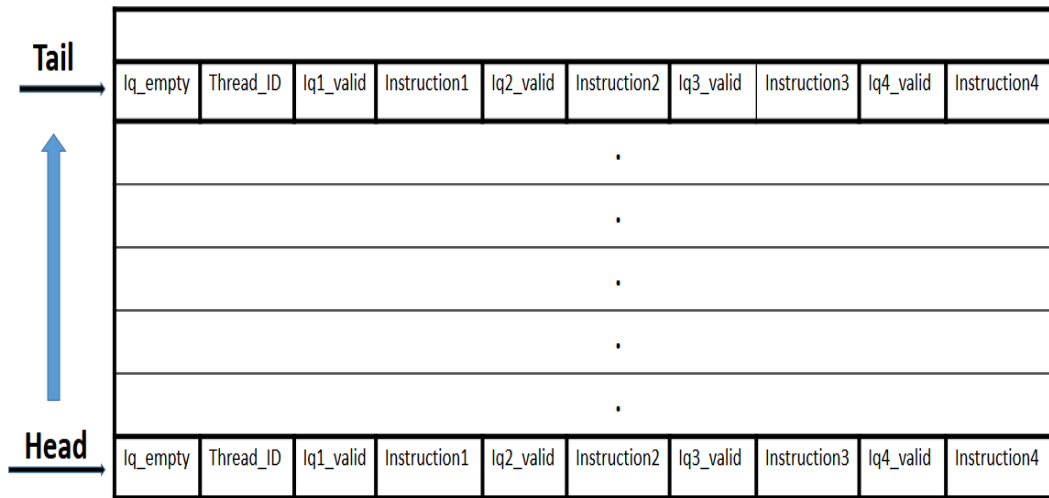 Tail
Iq_empty Thread_ID Iq1_valid Instruction1 Iq2_valid Instruction2 Iq3_valid Instruction3 Iq4_valid Instruction4
.
.
.
.
.
Head
Iq_empty Thread_ID Iq1_valid Instruction1 Iq2_valid Instruction2 Iq3_valid Instruction3 Iq4_valid Instruction4